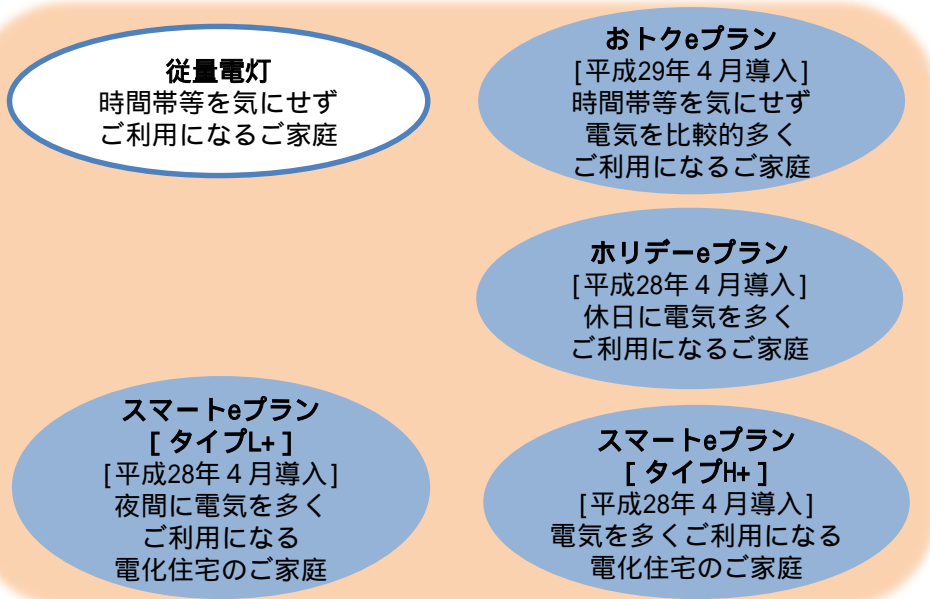 従量電灯
時間帯等を気にせず
ご利用になるご家庭
おトクeプラン
[平成29年４月導入]
時間帯等を気にせず
電気を比較的多く
ご利用になるご家庭
ホリデーeプラン
[平成28年４月導入]
休日に電気を多く
ご利用になるご家庭
スマートeプラン
[ タイプL+ ]
[平成28年４月導入]
夜間に電気を多く
ご利用になる
電化住宅のご家庭
スマートeプラン
[ タイプH+ ]
[平成28年４月導入]
電気を多くご利用になる
電化住宅のご家庭